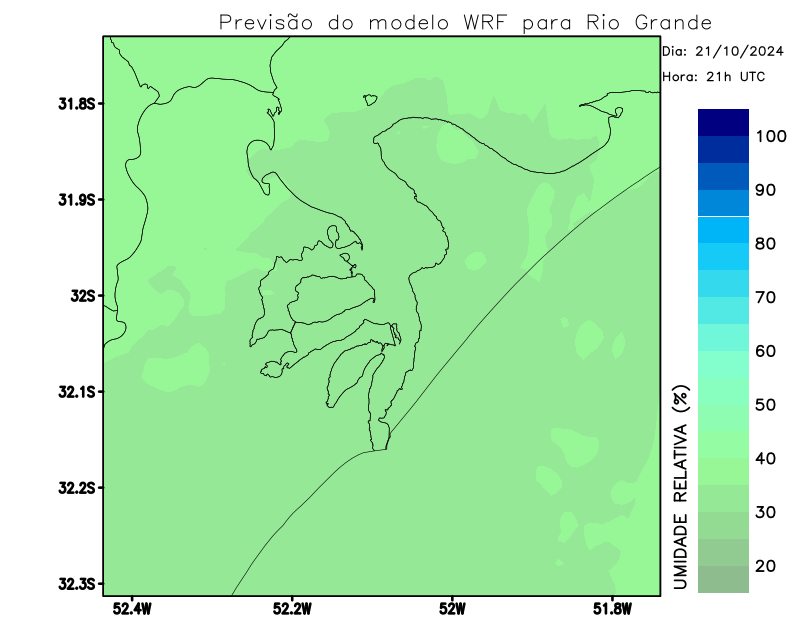 Previsão do modelo WRF para Rio Grande
Dia: 21/10/2024
Hora: 21h UTC
31.8S
31.9S
32S
32.1S
32.2S
32.3S
52.4W
52.2W
52W
51.8W
UMIDADE RELATIVA (%)
100
90
80
70
60
50
40
30
20